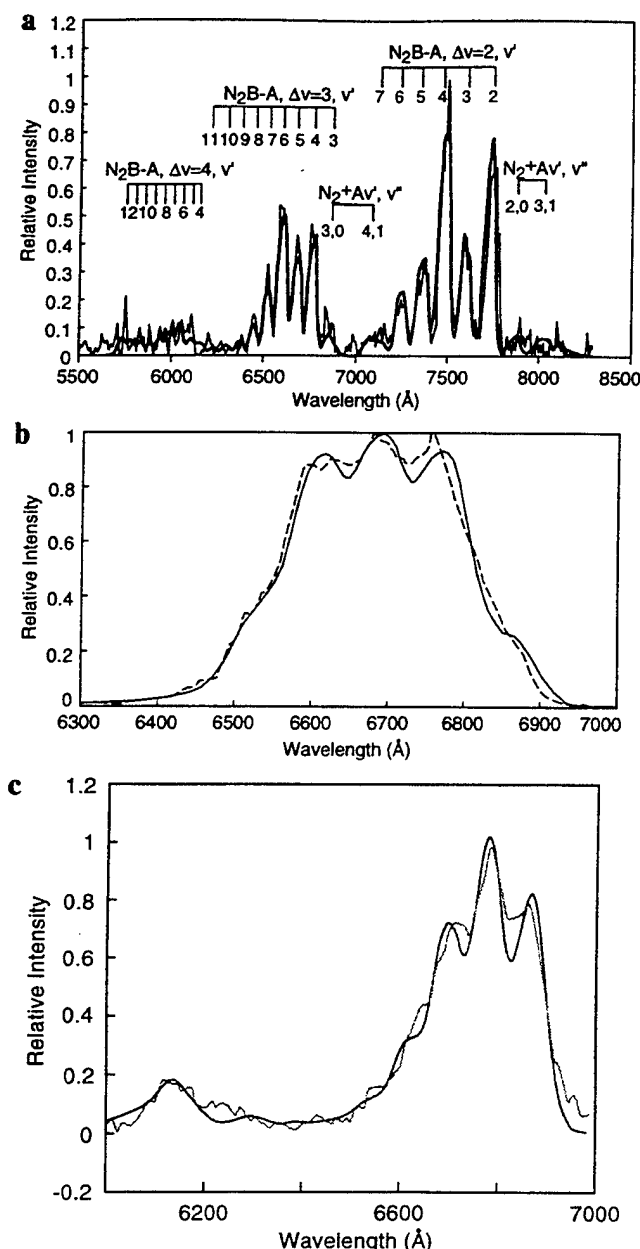 a
1.2
1.1
1
0.9
0.8
0.7
0.6
0.5
0.4
0.3
0.2
0.1
0
Relative Intensity
N₂B-A, Δv=4, v'
12 10 8 6 4
N₂B-A, Δv=3, v'
11 10 9 8 7 6 5 4 3
N₂⁺Av', v"
3,0 4,1
N₂B-A, Δv=2, v'
7 6 5 4 3 2
N₂⁺Av', v"
2,0 3,1
5500 6000 6500 7000 7500 8000 8500
Wavelength (Å)
b
1
0.8
0.6
0.4
0.2
0
Relative Intensity
6300 6400 6500 6600 6700 6800 6900 7000
Wavelength (Å)
c
1.2
1
0.8
0.6
0.4
0.2
0
-0.2
Relative Intensity
6200 6600 7000
Wavelength (Å)